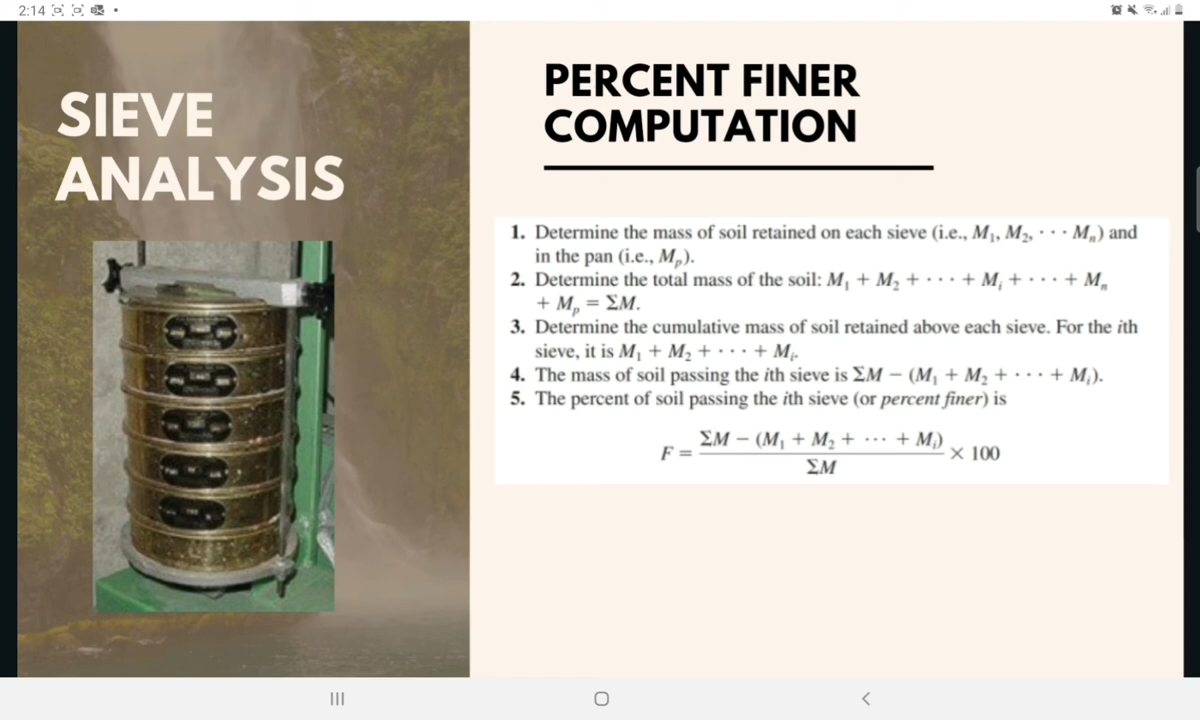 2:14
SIEVE
ANALYSIS
PERCENT FINER
COMPUTATION
1. Determine the mass of soil retained on each sieve (i.e., M₁, M₂, · · · Mₙ) and
in the pan (i.e., Mₚ).
2. Determine the total mass of the soil: M₁ + M₂ + · · · + Mᵢ + · · · + Mₙ
+ Mₚ = ΣM.
3. Determine the cumulative mass of soil retained above each sieve. For the ith
sieve, it is M₁ + M₂ + · · · + Mᵢ.
4. The mass of soil passing the ith sieve is ΣM − (M₁ + M₂ + · · · + Mᵢ).
5. The percent of soil passing the ith sieve (or percent finer) is
ΣM − (M₁ + M₂ + ··· + Mᵢ)
F = × 100
ΣM